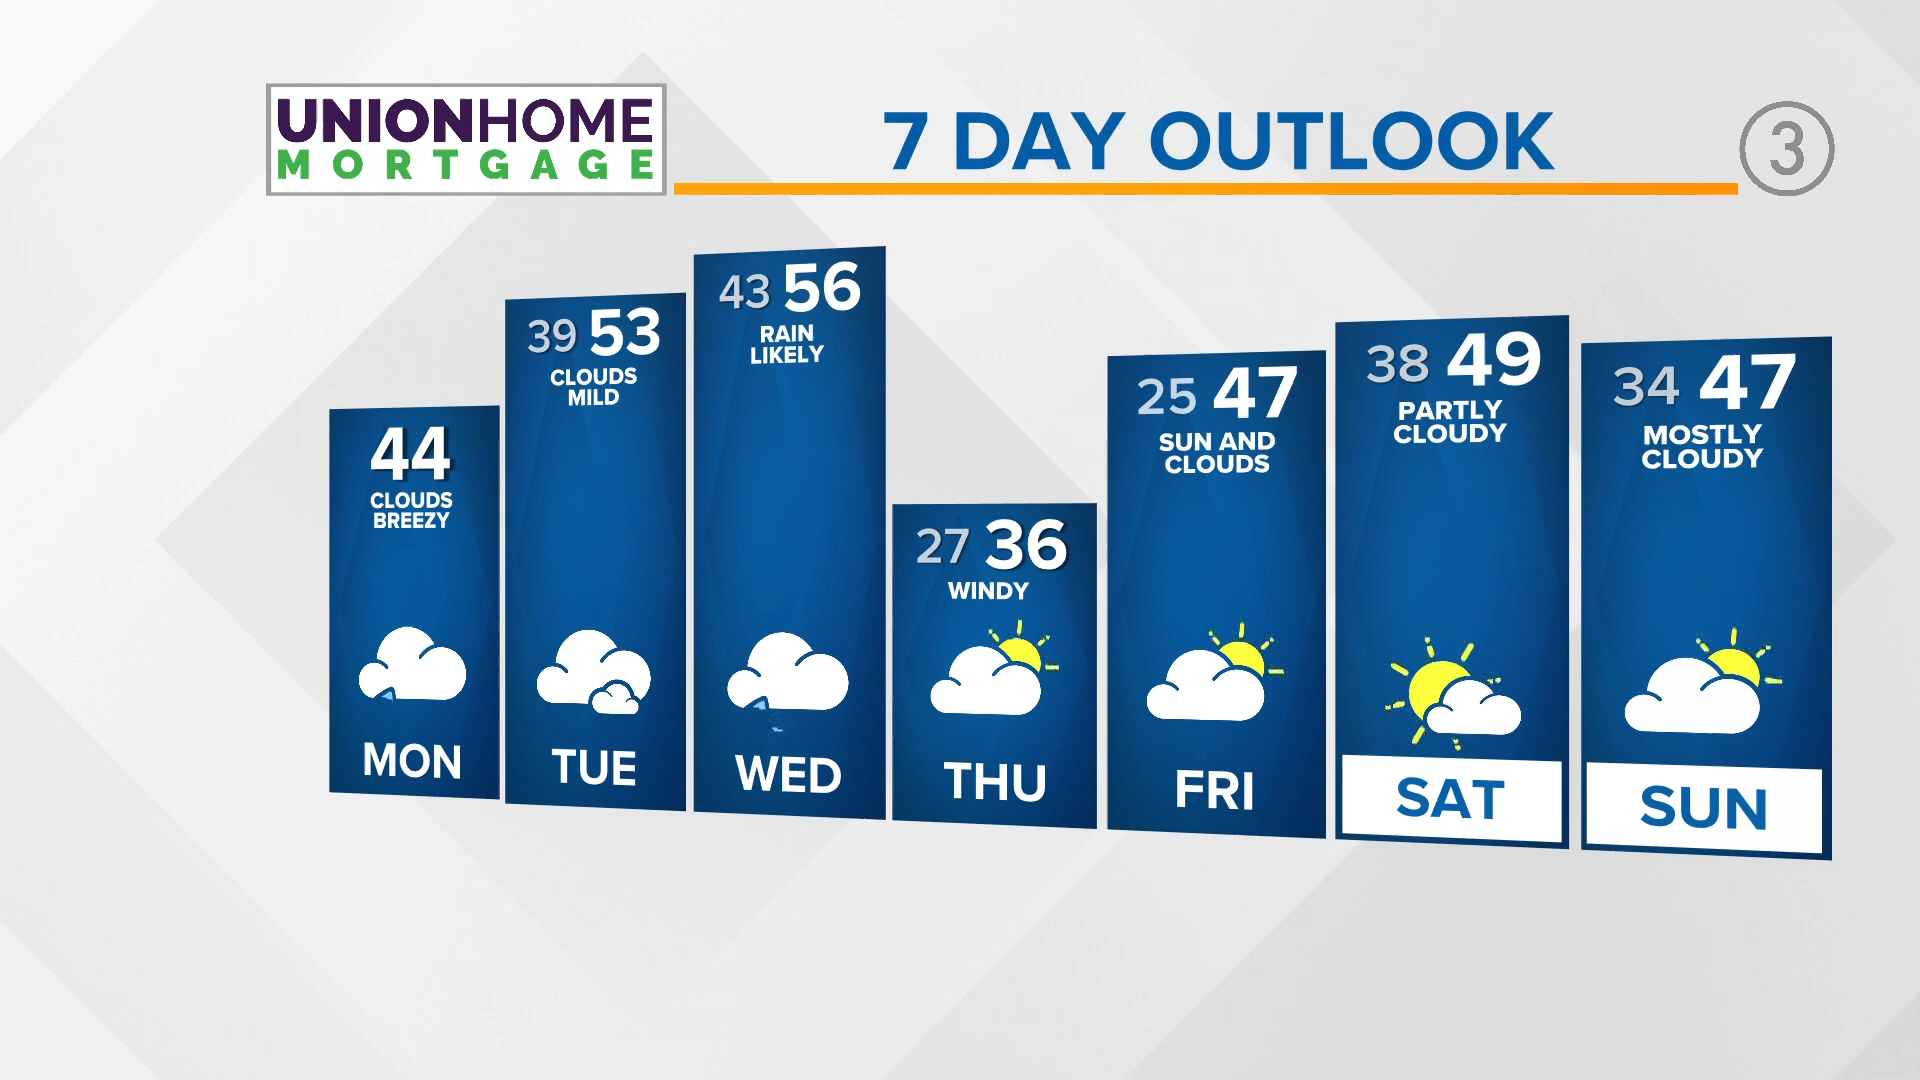 UNIONHOME
MORTGAGE
7 DAY OUTLOOK
3
44
CLOUDS
BREEZY
MON
39 53
CLOUDS
MILD
TUE
43 56
RAIN
LIKELY
WED
27 36
WINDY
THU
25 47
SUN AND
CLOUDS
FRI
38 49
PARTLY
CLOUDY
SAT
34 47
MOSTLY
CLOUDY
SUN